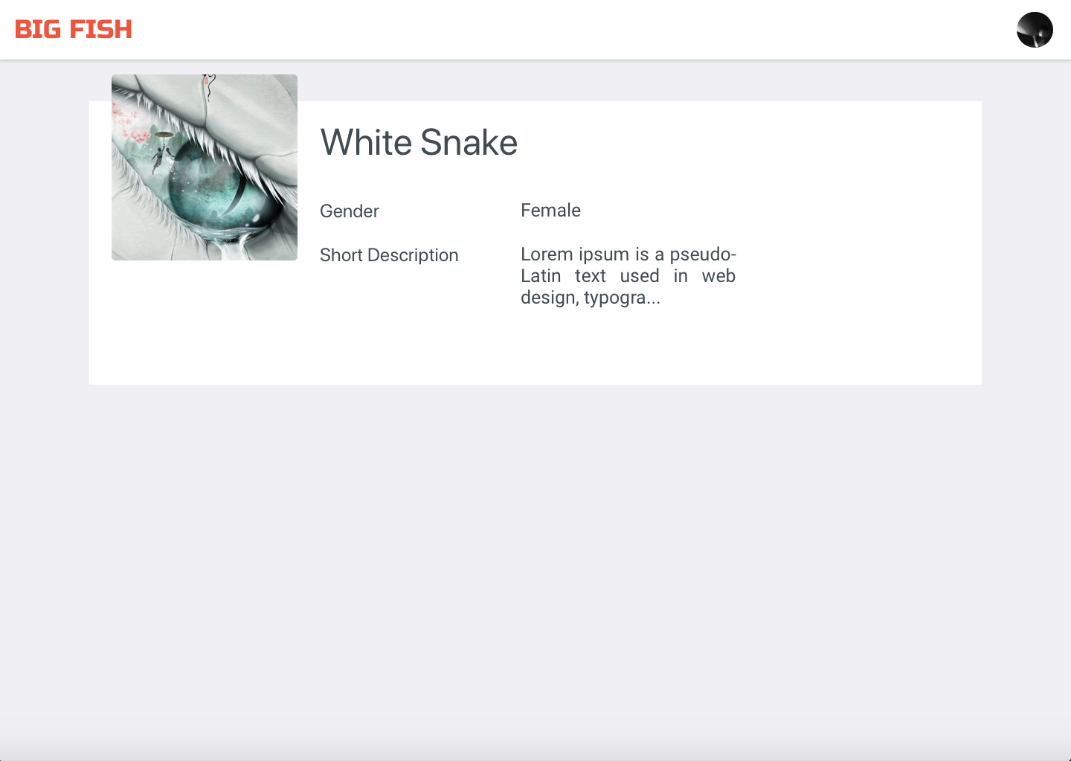 BIG FISH
White Snake
Gender
Female
Short Description
Lorem ipsum is a pseudo-
Latin text used in web
design, typogra...